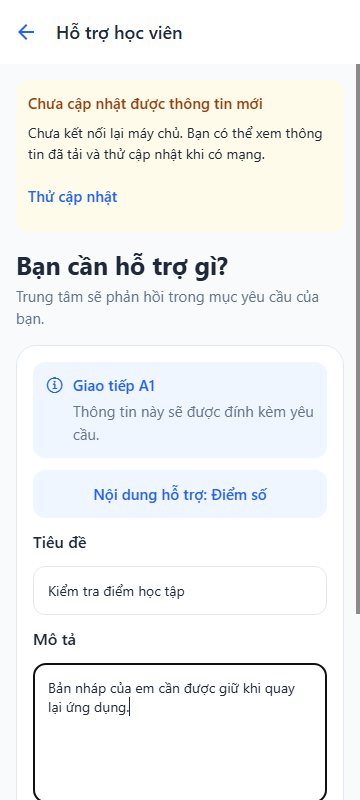 Hỗ trợ học viên
Chưa cập nhật được thông tin mới
Chưa kết nối lại máy chủ. Bạn có thể xem thông
tin đã tải và thử cập nhật khi có mạng.
Thử cập nhật
Bạn cần hỗ trợ gì?
Trung tâm sẽ phản hồi trong mục yêu cầu của
bạn.
Giao tiếp A1
Thông tin này sẽ được đính kèm yêu
cầu.
Nội dung hỗ trợ: Điểm số
Tiêu đề
Kiểm tra điểm học tập
Mô tả
Bản nháp của em cần được giữ khi quay
lại ứng dụng.